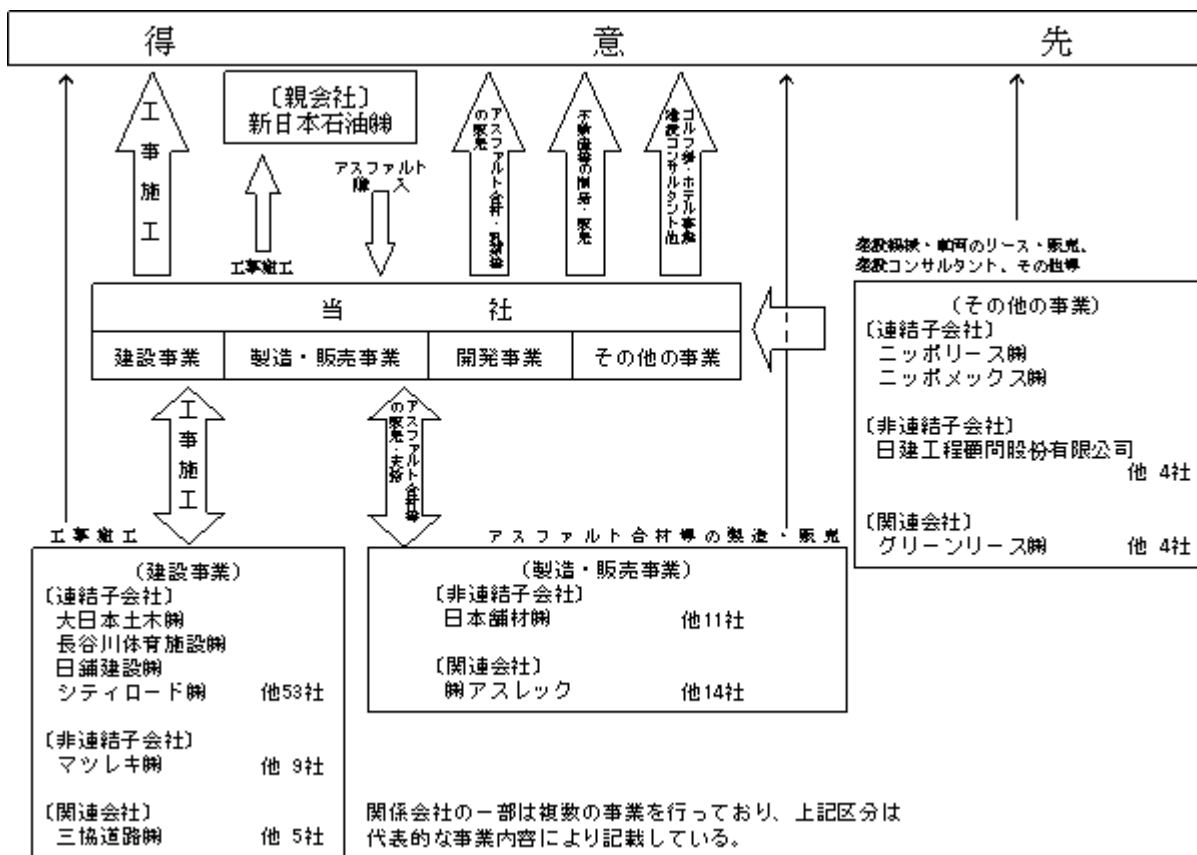 得意先
工事施工
〔親会社〕
新日本石油㈱
工事施工
アスファルト
購入
アスファルト合材・乳剤等
の販売
不動産等の開発・販売
ゴルフ場・ホテル事業
建設コンサルタント他
建設機械・車両のリース・販売、
建設コンサルタント、その他等
当社
建設事業
製造・販売事業
開発事業
その他の事業
工事施工
アスファルト合材等
の販売・
(その他の事業)
〔連結子会社〕
ニッポリース㈱
ニッポメックス㈱
〔非連結子会社〕
日建工程顧問股份有限公司
他 4社
〔関連会社〕
グリーンリース㈱ 他 4社
工事施工
(建設事業)
〔連結子会社〕
大日本土木㈱
長谷川体育施設㈱
日鋪建設㈱
シティロード㈱ 他53社
〔非連結子会社〕
マツレキ㈱ 他 9社
〔関連会社〕
三協道路㈱ 他 5社
アスファルト合材等の製造・販売
(製造・販売事業)
〔非連結子会社〕
日本舗材㈱ 他11社
〔関連会社〕
㈱アスレック 他14社
関係会社の一部は複数の事業を行っており、上記区分は
代表的な事業内容により記載している。